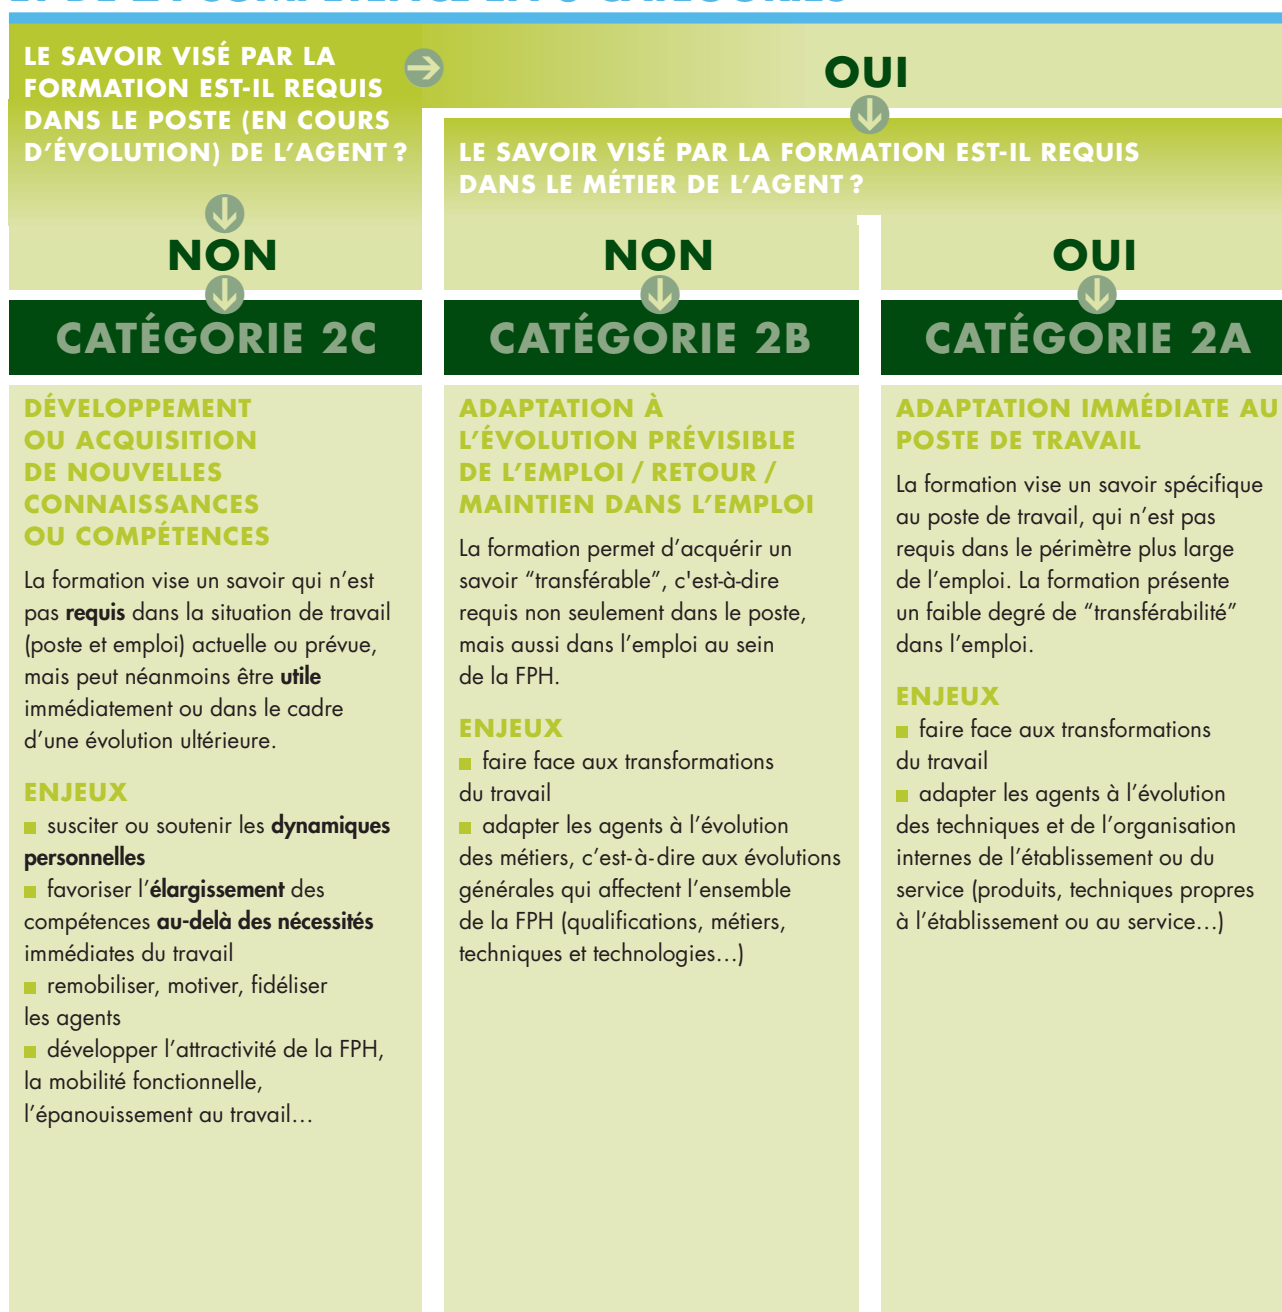 LE SAVOIR VISÉ PAR LA
FORMATION EST-IL REQUIS
DANS LE POSTE (EN COURS
D’ÉVOLUTION) DE L’AGENT ?
OUI
LE SAVOIR VISÉ PAR LA FORMATION EST-IL REQUIS
DANS LE MÉTIER DE L’AGENT ?
NON
NON
OUI
CATÉGORIE 2C
DÉVELOPPEMENT
OU ACQUISITION
DE NOUVELLES
CONNAISSANCES
OU COMPÉTENCES
La formation vise un savoir qui n’est
pas requis dans la situation de travail
(poste et emploi) actuelle ou prévue,
mais peut néanmoins être utile
immédiatement ou dans le cadre
d’une évolution ultérieure.
ENJEUX
■ susciter ou soutenir les dynamiques
personnelles
■ favoriser l’élargissement des
compétences au-delà des nécessités
immédiates du travail
■ remobiliser, motiver, fidéliser
les agents
■ développer l’attractivité de la FPH,
la mobilité fonctionnelle,
l’épanouissement au travail…
CATÉGORIE 2B
ADAPTATION À
L’ÉVOLUTION PRÉVISIBLE
DE L’EMPLOI / RETOUR /
MAINTIEN DANS L’EMPLOI
La formation permet d’acquérir un
savoir “transférable”, c'est-à-dire
requis non seulement dans le poste,
mais aussi dans l’emploi au sein
de la FPH.
ENJEUX
■ faire face aux transformations
du travail
■ adapter les agents à l’évolution
des métiers, c’est-à-dire aux évolutions
générales qui affectent l’ensemble
de la FPH (qualifications, métiers,
techniques et technologies…)
CATÉGORIE 2A
ADAPTATION IMMÉDIATE AU
POSTE DE TRAVAIL
La formation vise un savoir spécifique
au poste de travail, qui n’est pas
requis dans le périmètre plus large
de l’emploi. La formation présente
un faible degré de “transférabilité”
dans l’emploi.
ENJEUX
■ faire face aux transformations
du travail
■ adapter les agents à l’évolution
des techniques et de l’organisation
internes de l’établissement ou du
service (produits, techniques propres
à l’établissement ou au service…)